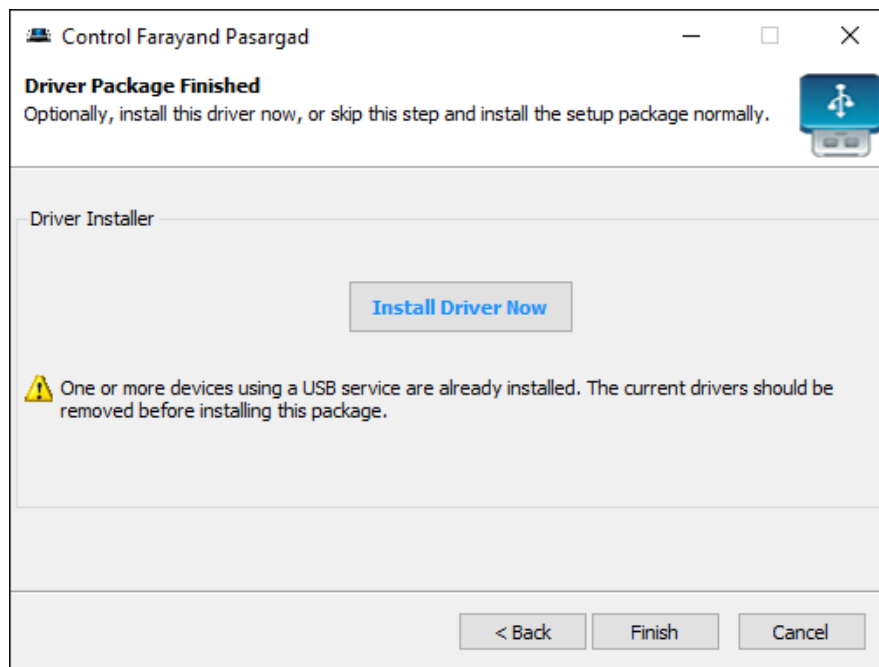 Control Farayand Pasargad
Driver Package Finished
Optionally, install this driver now, or skip this step and install the setup package normally.
Driver Installer
Install Driver Now
One or more devices using a USB service are already installed. The current drivers should be
removed before installing this package.
< Back
Finish
Cancel